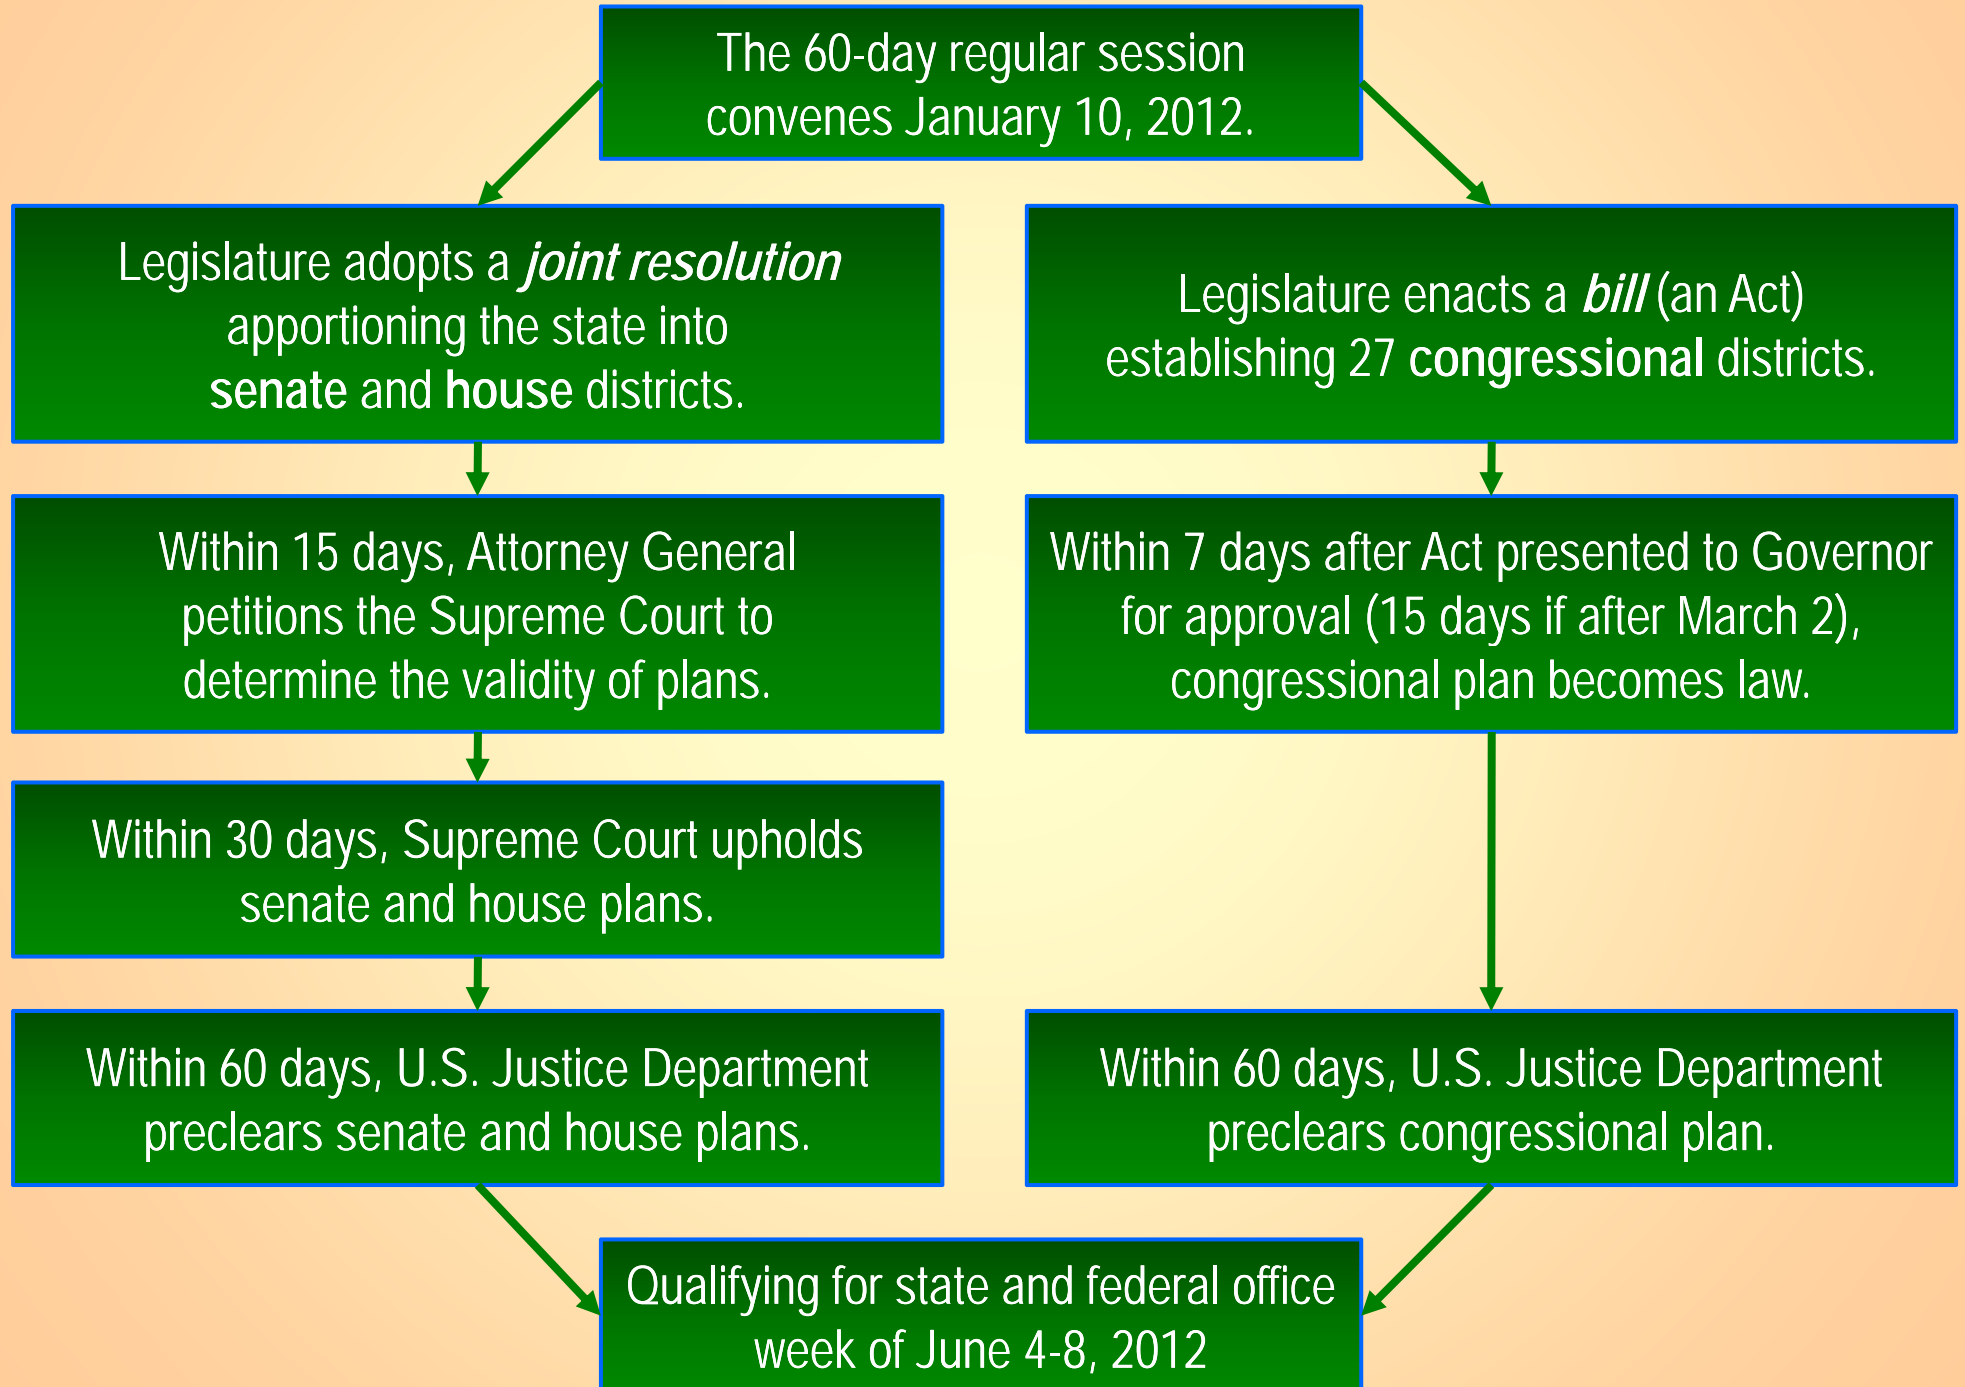 The 60-day regular session
convenes January 10, 2012.
Legislature adopts a joint resolution
apportioning the state into
senate and house districts.
Legislature enacts a bill (an Act)
establishing 27 congressional districts.
Within 15 days, Attorney General
petitions the Supreme Court to
determine the validity of plans.
Within 7 days after Act presented to Governor
for approval (15 days if after March 2),
congressional plan becomes law.
Within 30 days, Supreme Court upholds
senate and house plans.
Within 60 days, U.S. Justice Department
preclears senate and house plans.
Within 60 days, U.S. Justice Department
preclears congressional plan.
Qualifying for state and federal office
week of June 4-8, 2012